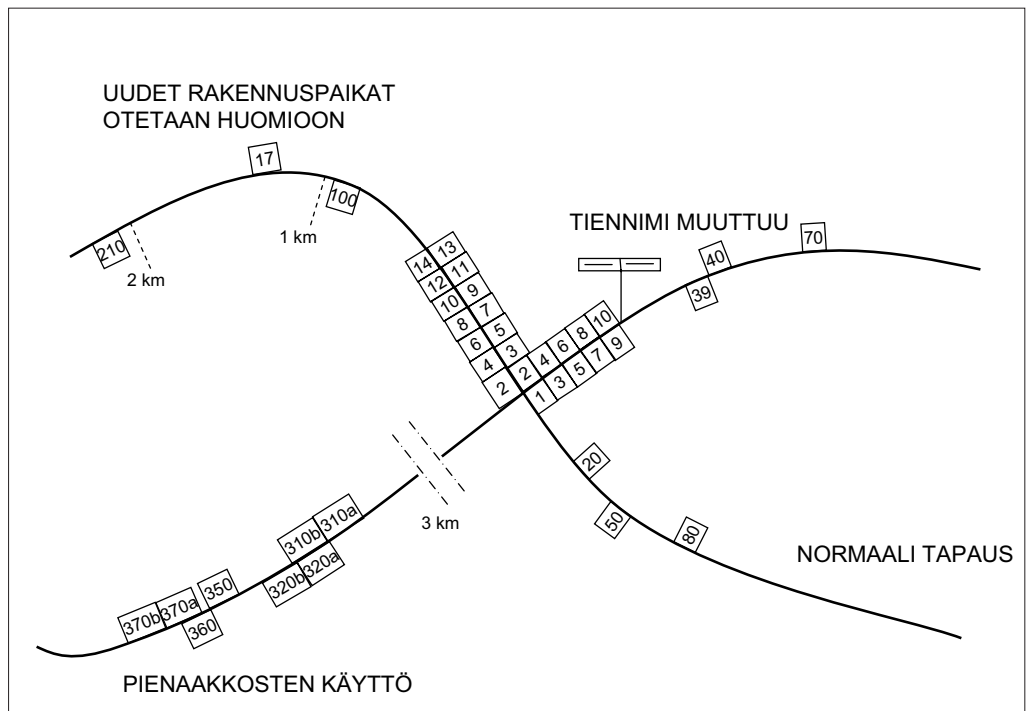 UUDET RAKENNUSPAIKAT
OTETAAN HUOMIOON
17
100
210
1 km
2 km
TIENNIMI MUUTTUU
70
40
39
14 13
12 11
10 9
8 7
6 5
4 3
2
2 4 6 8 10
1 3 5 7 9
20
50
80
3 km
NORMAALI TAPAUS
310b 310a
320b 320a
370b 370a 350
360
PIENAAKKOSTEN KÄYTTÖ